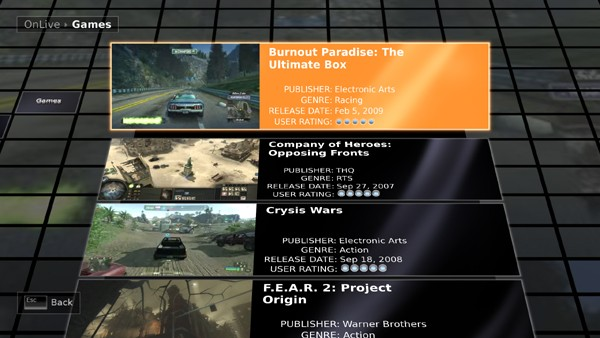 OnLive › Games
Games
Burnout Paradise: The
Ultimate Box
PUBLISHER: Electronic Arts
GENRE: Racing
RELEASE DATE: Feb 5, 2009
USER RATING:
Company of Heroes:
Opposing Fronts
PUBLISHER: THQ
GENRE: RTS
RELEASE DATE: Sep 27, 2007
USER RATING:
Crysis Wars
PUBLISHER: Electronic Arts
GENRE: Action
RELEASE DATE: Sep 18, 2008
USER RATING:
F.E.A.R. 2: Project
Origin
PUBLISHER: Warner Brothers
GENRE: Action
Esc Back